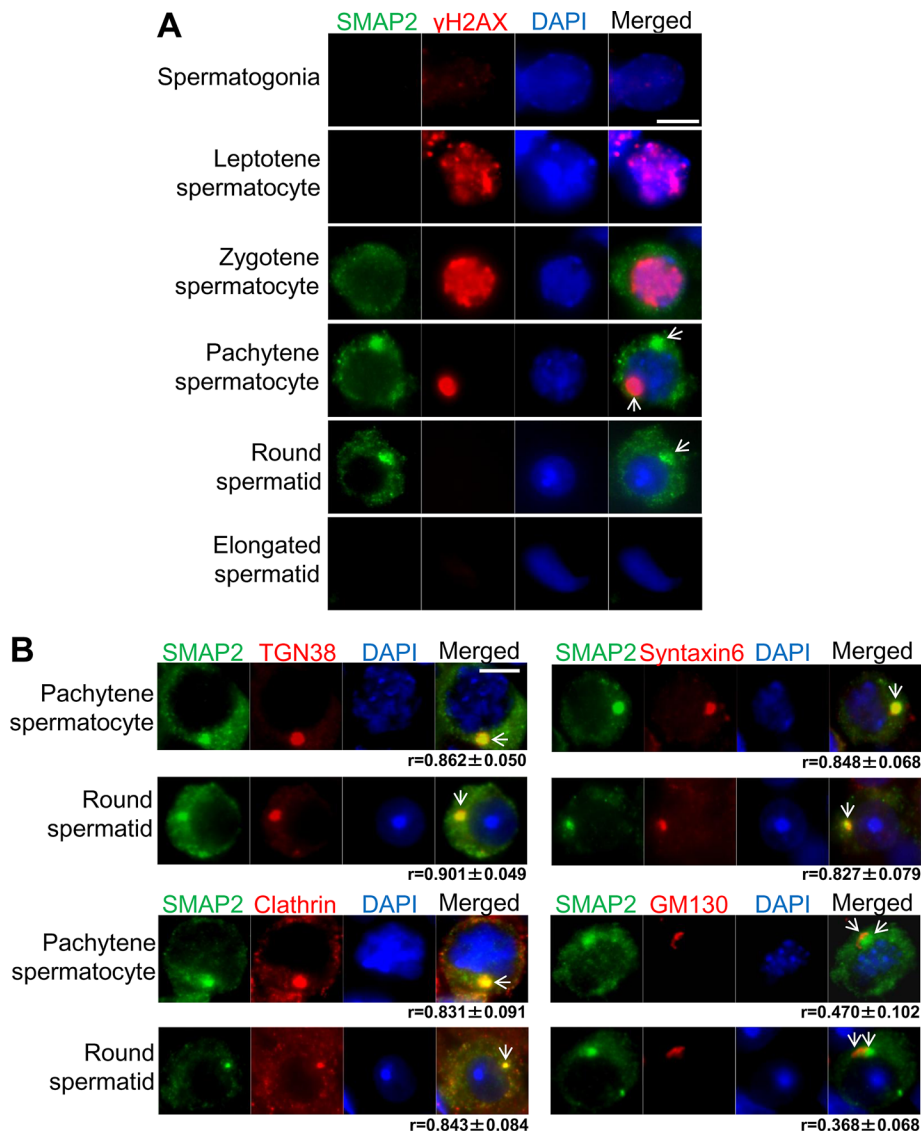 A
SMAP2 γH2AX DAPI Merged
Spermatogonia
Leptotene
spermatocyte
Zygotene
spermatocyte
Pachytene
spermatocyte
Round
spermatid
Elongated
spermatid
B
SMAP2 TGN38 DAPI Merged
Pachytene
spermatocyte
r=0.862±0.050
Round
spermatid
r=0.901±0.049
SMAP2 Syntaxin6 DAPI Merged
r=0.848±0.068
r=0.827±0.079
SMAP2 Clathrin DAPI Merged
Pachytene
spermatocyte
r=0.831±0.091
Round
spermatid
r=0.843±0.084
SMAP2 GM130 DAPI Merged
r=0.470±0.102
r=0.368±0.069